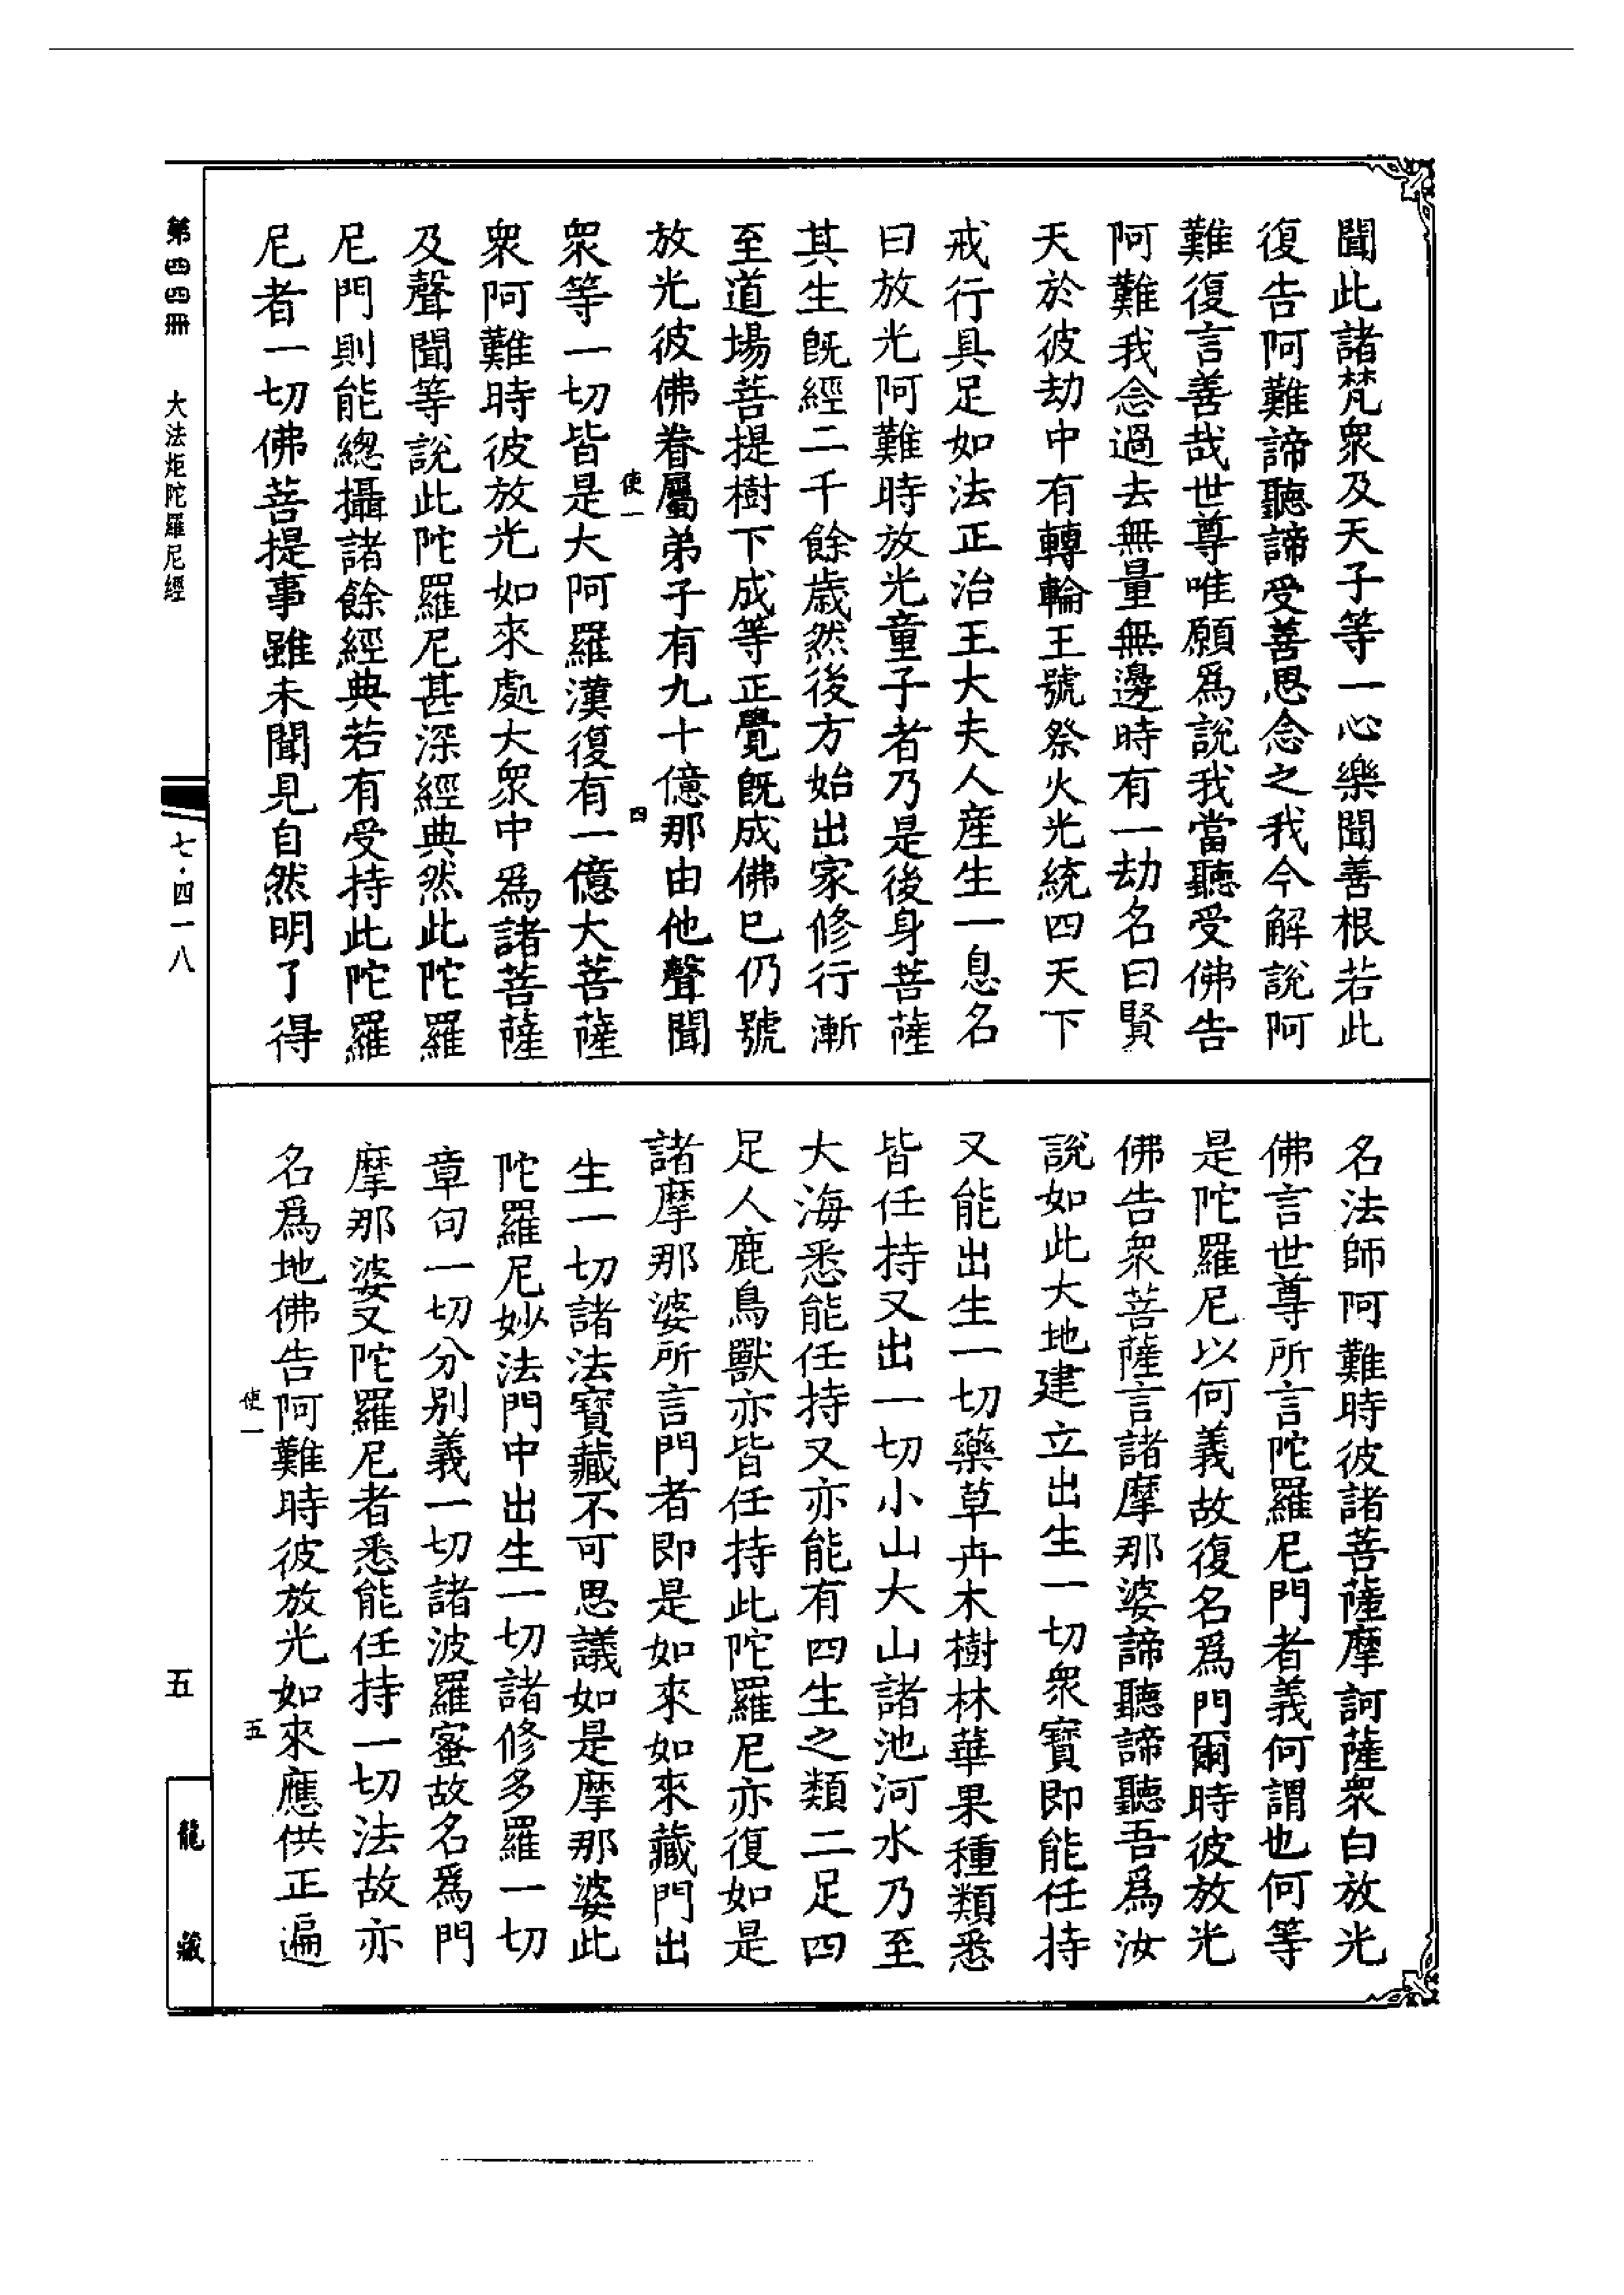 聞此諸梵衆及天子等一心樂聞善根若此
復告阿難諦聽諦受善思念之我今解說阿
難復言善哉世尊唯願爲說我當聽受佛告
阿難我念過去無量無邊時有一劫名曰賢
天於彼劫中有轉輪王號祭火光統四天下
戒行具足如法正治王大夫人産生一息名
曰放光阿難時放光童子者乃是後身菩薩
其生旣經二千餘歲然後方始出家修行漸
至道場菩提樹下成等正覺旣成佛已仍號
放光彼佛眷屬弟子有九十億那由他聲聞
使一
四
衆等一切皆是大阿羅漢復有一億大菩薩
衆阿難時彼放光如來處大衆中爲諸菩薩
及聲聞等說此陀羅尼甚深經典然此陀羅
尼門則能總攝諸餘經典若有受持此陀羅
尼者一切佛菩提事雖未聞見自然明了得
名法師阿難時彼諸菩薩摩訶薩衆白放光
佛言世尊所言陀羅尼門者義何謂也何等
是陀羅尼以何義故復名爲門爾時彼放光
佛告衆菩薩言諸摩那婆諦聽諦聽吾爲汝
說如此大地建立出生一切衆寶即能任持
又能出生一切藥草卉木樹林華果種類悉
皆任持又出一切小山大山諸池河水乃至
大海悉能任持又亦能有四生之類二足四
足人鹿鳥獸亦皆任持此陀羅尼亦復如是
諸摩那婆所言門者即是如來如來藏門出
生一切諸法寶藏不可思議如是摩那婆此
陀羅尼妙法門中出生一切諸修多羅一切
章句一切分別義一切諸波羅蜜故名爲門
摩那婆又陀羅尼者悉能任持一切法故亦
名爲地佛告阿難時彼放光如來應供正遍
使一
五
第四四冊
大法炬陀羅尼經
七·四一八
五
龍藏